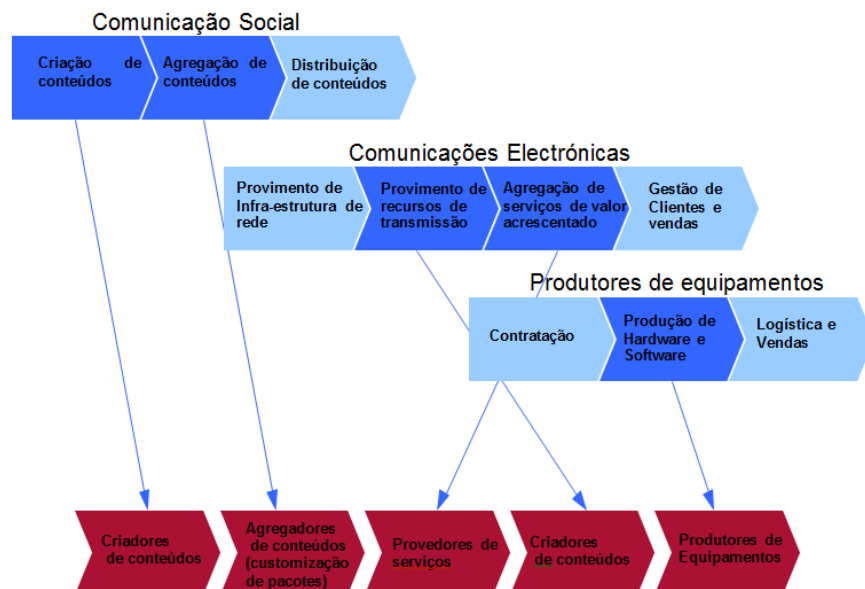 Comunicação Social
Criação de
conteúdos
Agregação de
conteúdos
Distribuição
de conteúdos
Comunicações Electrónicas
Provimento de
Infra-estrutura de
rede
Provimento de
recursos de
transmissão
Agregação de
serviços de valor
acrescentado
Gestão de
Clientes e
vendas
Produtores de equipamentos
Contratação
Produção de
Hardware e
Software
Logística e
Vendas
Criadores
de conteúdos
Agregadores
de conteúdos
(customização
de pacotes)
Provedores de
serviços
Criadores
de conteúdos
Produtores de
Equipamentos